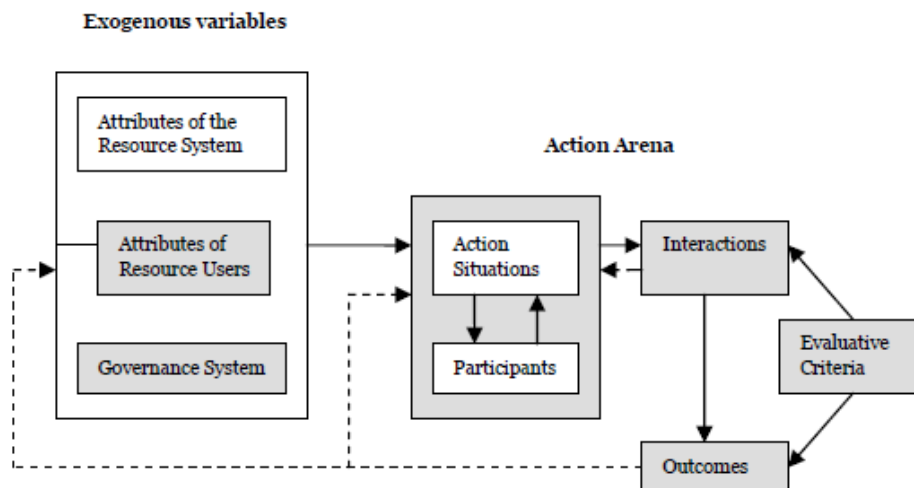 Exogenous variables
Attributes of the
Resource System
Action Arena
Attributes of
Resource Users
Action
Situations
Interactions
Evaluative
Criteria
Governance System
Participants
Outcomes